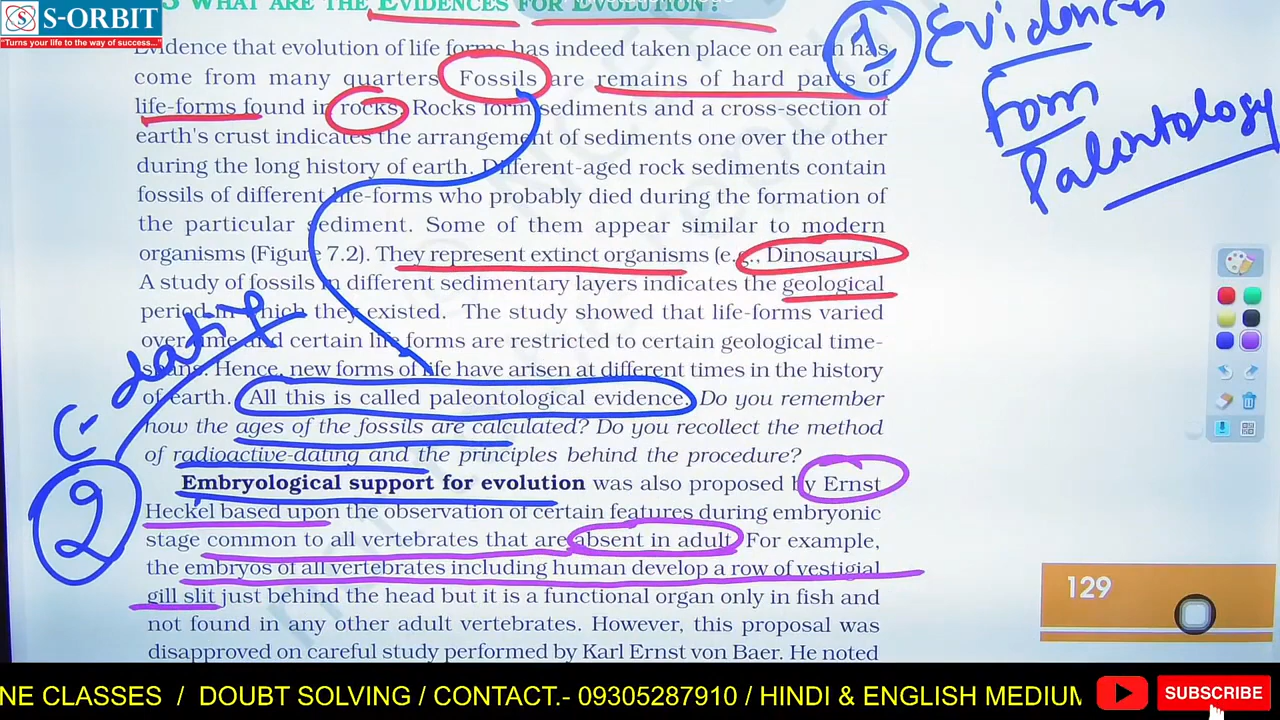 S-ORBIT
"Turns your life to the way of success..."
3 WHAT ARE THE EVIDENCES FOR EVOLUTION?
Evidence that evolution of life forms has indeed taken place on earth has
come from many quarters. Fossils are remains of hard parts of
life-forms found in rocks. Rocks form sediments and a cross-section of
earth's crust indicates the arrangement of sediments one over the other
during the long history of earth. Different-aged rock sediments contain
fossils of different life-forms who probably died during the formation of
the particular sediment. Some of them appear similar to modern
organisms (Figure 7.2). They represent extinct organisms (e.g., Dinosaurs).
A study of fossils in different sedimentary layers indicates the geological
period in which they existed. The study showed that life-forms varied
over time and certain life forms are restricted to certain geological time-
spans. Hence, new forms of life have arisen at different times in the history
of earth. All this is called paleontological evidence. Do you remember
how the ages of the fossils are calculated? Do you recollect the method
of radioactive-dating and the principles behind the procedure?
Embryological support for evolution was also proposed by Ernst
Heckel based upon the observation of certain features during embryonic
stage common to all vertebrates that are absent in adult. For example,
the embryos of all vertebrates including human develop a row of vestigial
gill slit just behind the head but it is a functional organ only in fish and
not found in any other adult vertebrates. However, this proposal was
disapproved on careful study performed by Karl Ernst von Baer. He noted
1 Evidences
Form
Palentology
C-dating
2
129
NE CLASSES / DOUBT SOLVING / CONTACT.- 09305287910 / HINDI & ENGLISH MEDIUM
SUBSCRIBE